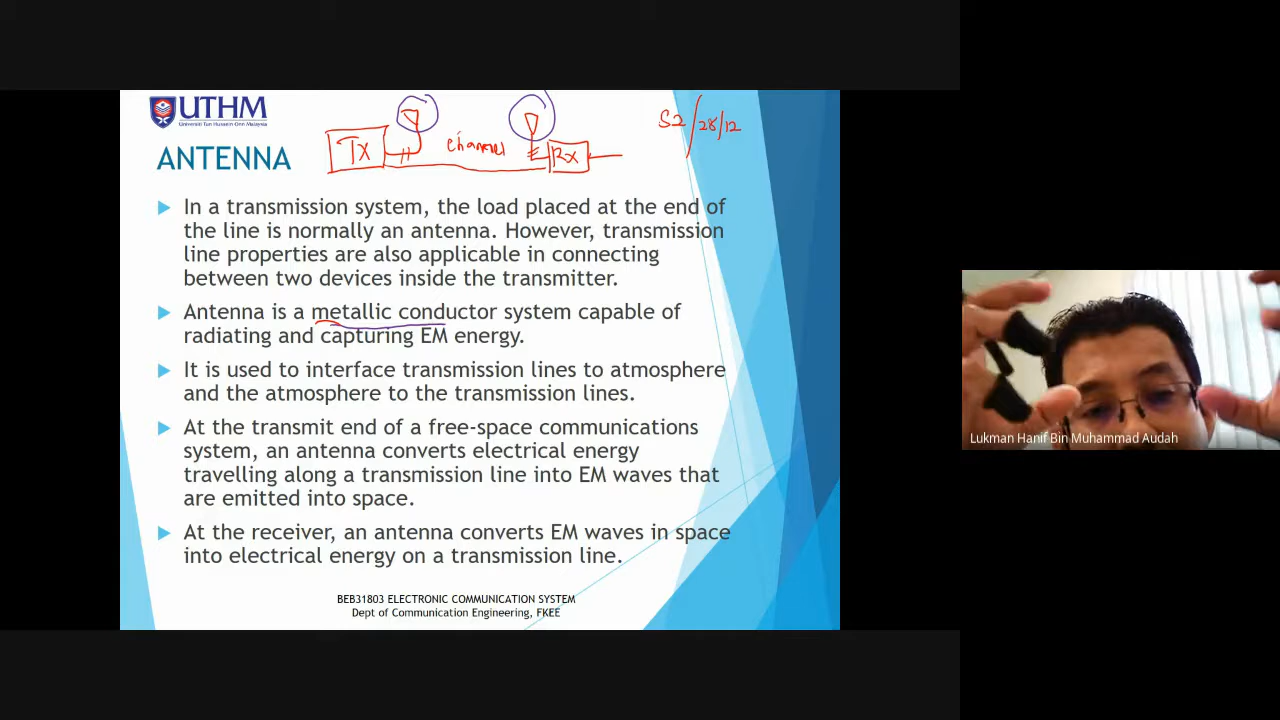 UTHM
Universiti Tun Hussein Onn Malaysia
Tx
channel
Rx
S2/28/12
ANTENNA
In a transmission system, the load placed at the end of
the line is normally an antenna. However, transmission
line properties are also applicable in connecting
between two devices inside the transmitter.
Antenna is a metallic conductor system capable of
radiating and capturing EM energy.
It is used to interface transmission lines to atmosphere
and the atmosphere to the transmission lines.
At the transmit end of a free-space communications
system, an antenna converts electrical energy
travelling along a transmission line into EM waves that
are emitted into space.
At the receiver, an antenna converts EM waves in space
into electrical energy on a transmission line.
BEB31803 ELECTRONIC COMMUNICATION SYSTEM
Dept of Communication Engineering, FKEE
Lukman Hanif Bin Muhammad Audah